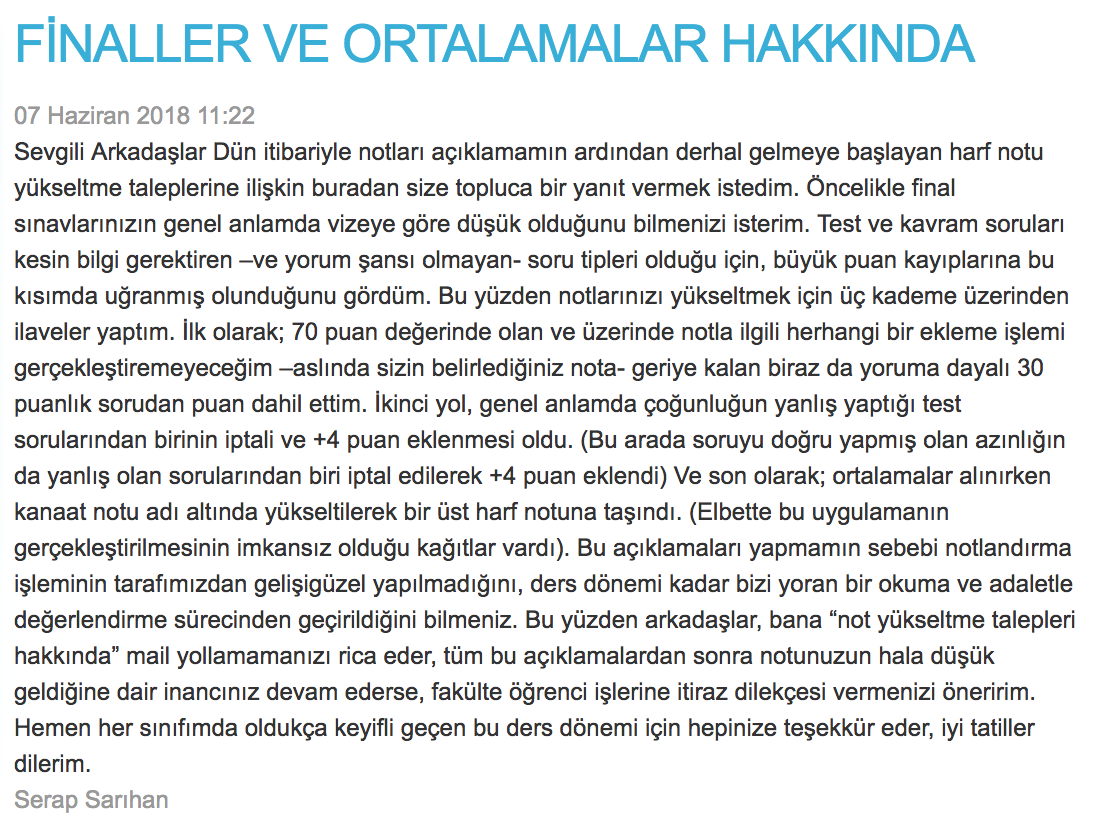 FİNALLER VE ORTALAMALAR HAKKINDA
07 Haziran 2018 11:22
Sevgili Arkadaşlar Dün itibariyle notları açıklamamın ardından derhal gelmeye başlayan harf notu
yükseltme taleplerine ilişkin buradan size topluca bir yanıt vermek istedim. Öncelikle final
sınavlarınızın genel anlamda vizeye göre düşük olduğunu bilmenizi isterim. Test ve kavram soruları
kesin bilgi gerektiren –ve yorum şansı olmayan- soru tipleri olduğu için, büyük puan kayıplarına bu
kısımda uğranmış olunduğunu gördüm. Bu yüzden notlarınızı yükseltmek için üç kademe üzerinden
ilaveler yaptım. İlk olarak; 70 puan değerinde olan ve üzerinde notla ilgili herhangi bir ekleme işlemi
gerçekleştiremeyeceğim –aslında sizin belirlediğiniz nota- geriye kalan biraz da yoruma dayalı 30
puanlık sorudan puan dahil ettim. İkinci yol, genel anlamda çoğunluğun yanlış yaptığı test
sorularından birinin iptali ve +4 puan eklenmesi oldu. (Bu arada soruyu doğru yapmış olan azınlığın
da yanlış olan sorularından biri iptal edilerek +4 puan eklendi) Ve son olarak; ortalamalar alınırken
kanaat notu adı altında yükseltilerek bir üst harf notuna taşındı. (Elbette bu uygulamanın
gerçekleştirilmesinin imkansız olduğu kağıtlar vardı). Bu açıklamaları yapmamın sebebi notlandırma
işleminin tarafımızdan gelişigüzel yapılmadığını, ders dönemi kadar bizi yoran bir okuma ve adaletle
değerlendirme sürecinden geçirildiğini bilmeniz. Bu yüzden arkadaşlar, bana “not yükseltme talepleri
hakkında” mail yollamamanızı rica eder, tüm bu açıklamalardan sonra notunuzun hala düşük
geldiğine dair inancınız devam ederse, fakülte öğrenci işlerine itiraz dilekçesi vermenizi öneririm.
Hemen her sınıfımda oldukça keyifli geçen bu ders dönemi için hepinize teşekkür eder, iyi tatiller
dilerim.
Serap Sarıhan